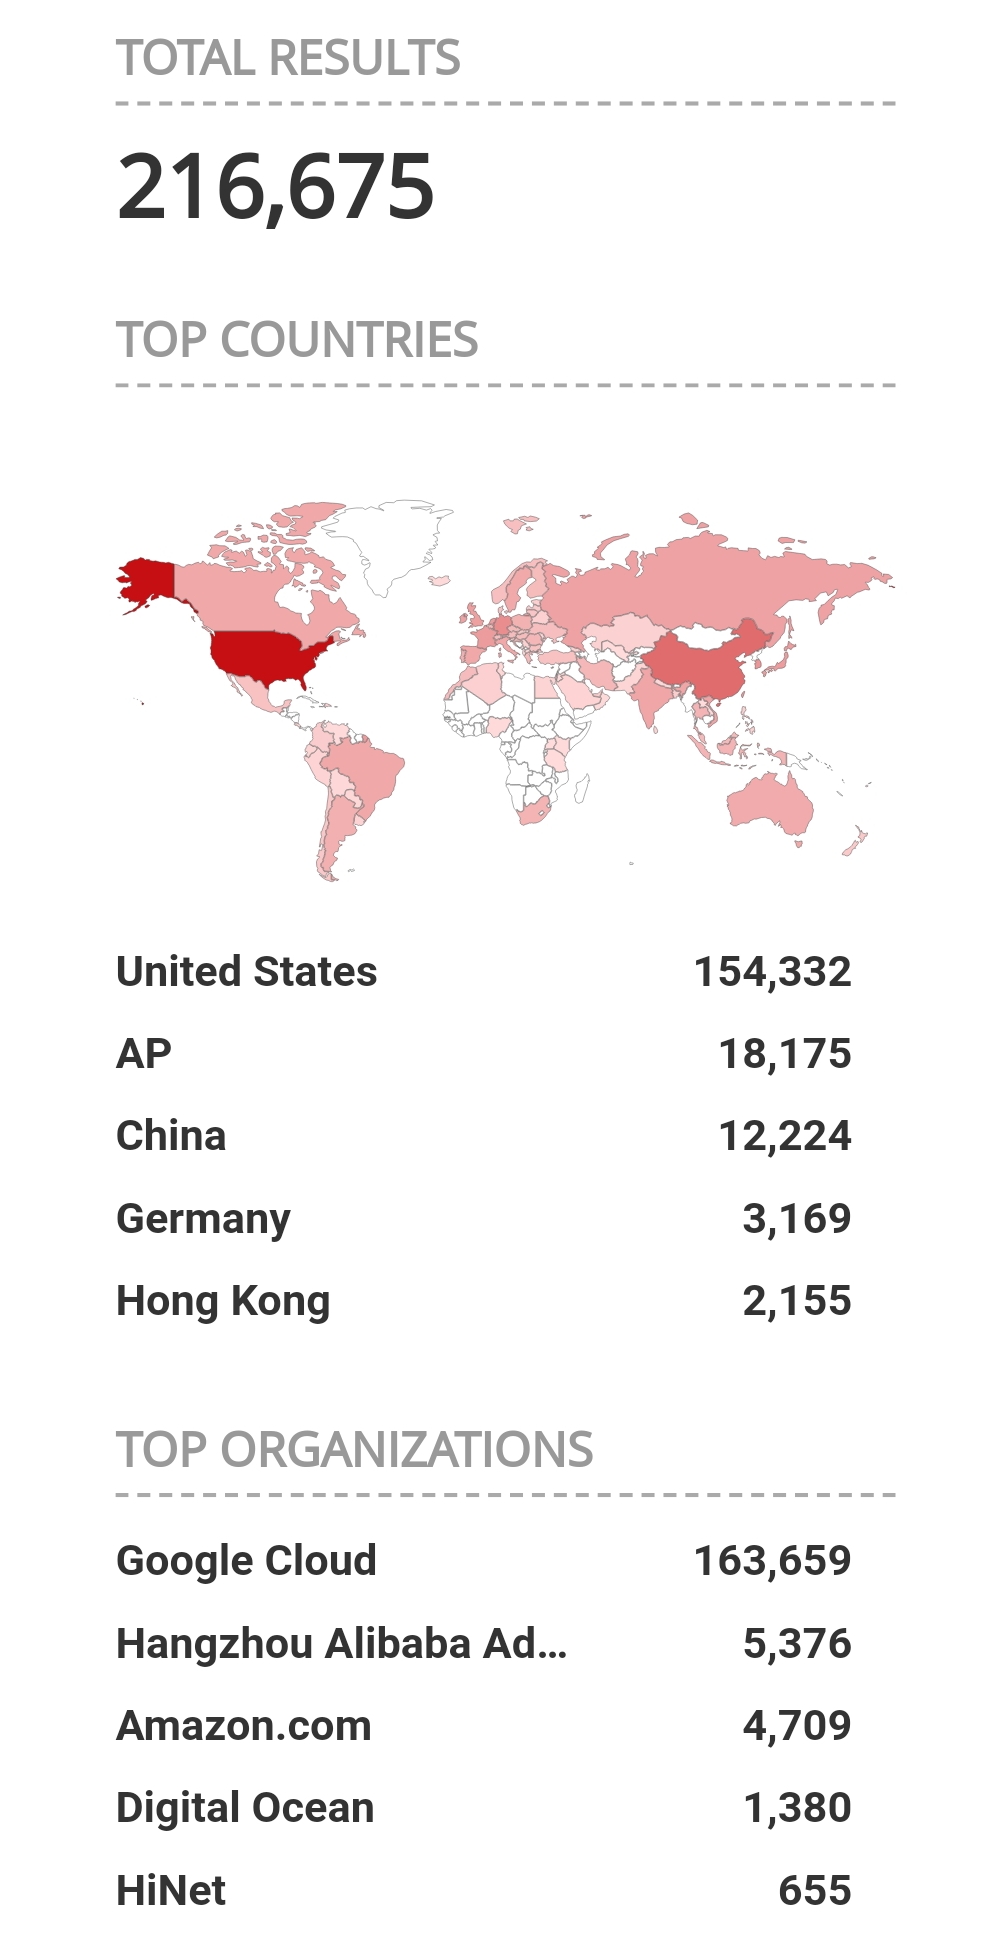 TOTAL RESULTS
216,675
TOP COUNTRIES
United States 154,332
AP 18,175
China 12,224
Germany 3,169
Hong Kong 2,155
TOP ORGANIZATIONS
Google Cloud 163,659
Hangzhou Alibaba Ad... 5,376
Amazon.com 4,709
Digital Ocean 1,380
HiNet 655